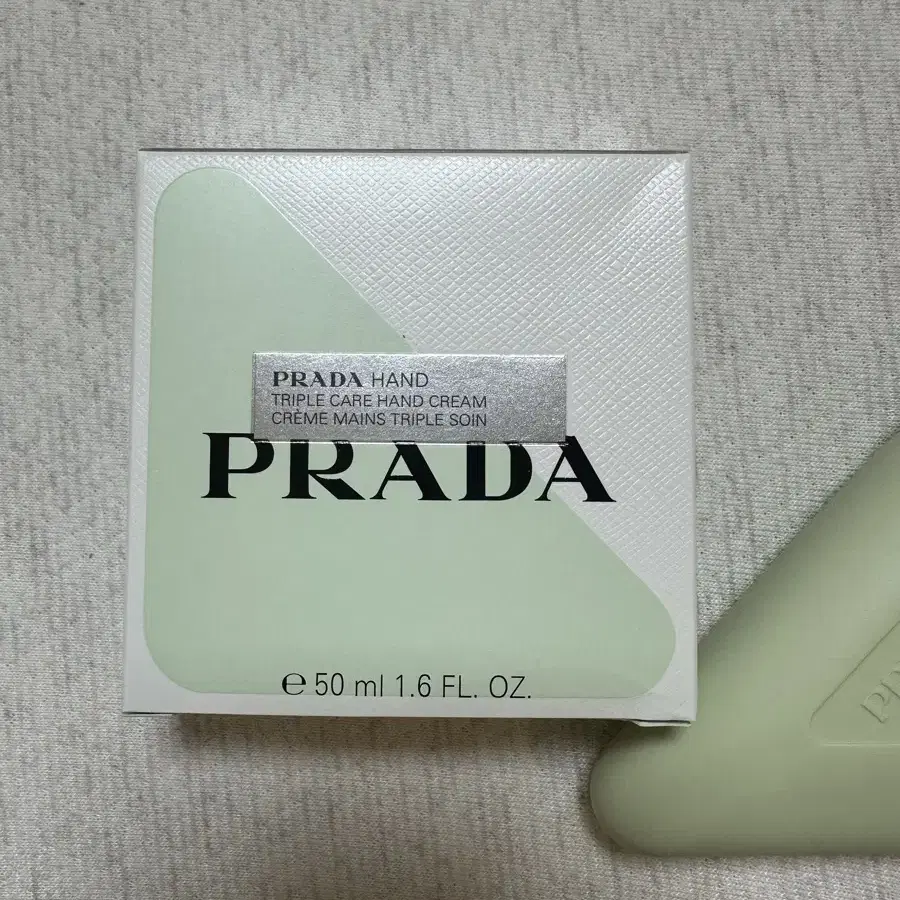 PRADA HAND
TRIPLE CARE HAND CREAM
CRÈME MAINS TRIPLE SOIN
PRADA
℮ 50 ml 1.6 FL. OZ.